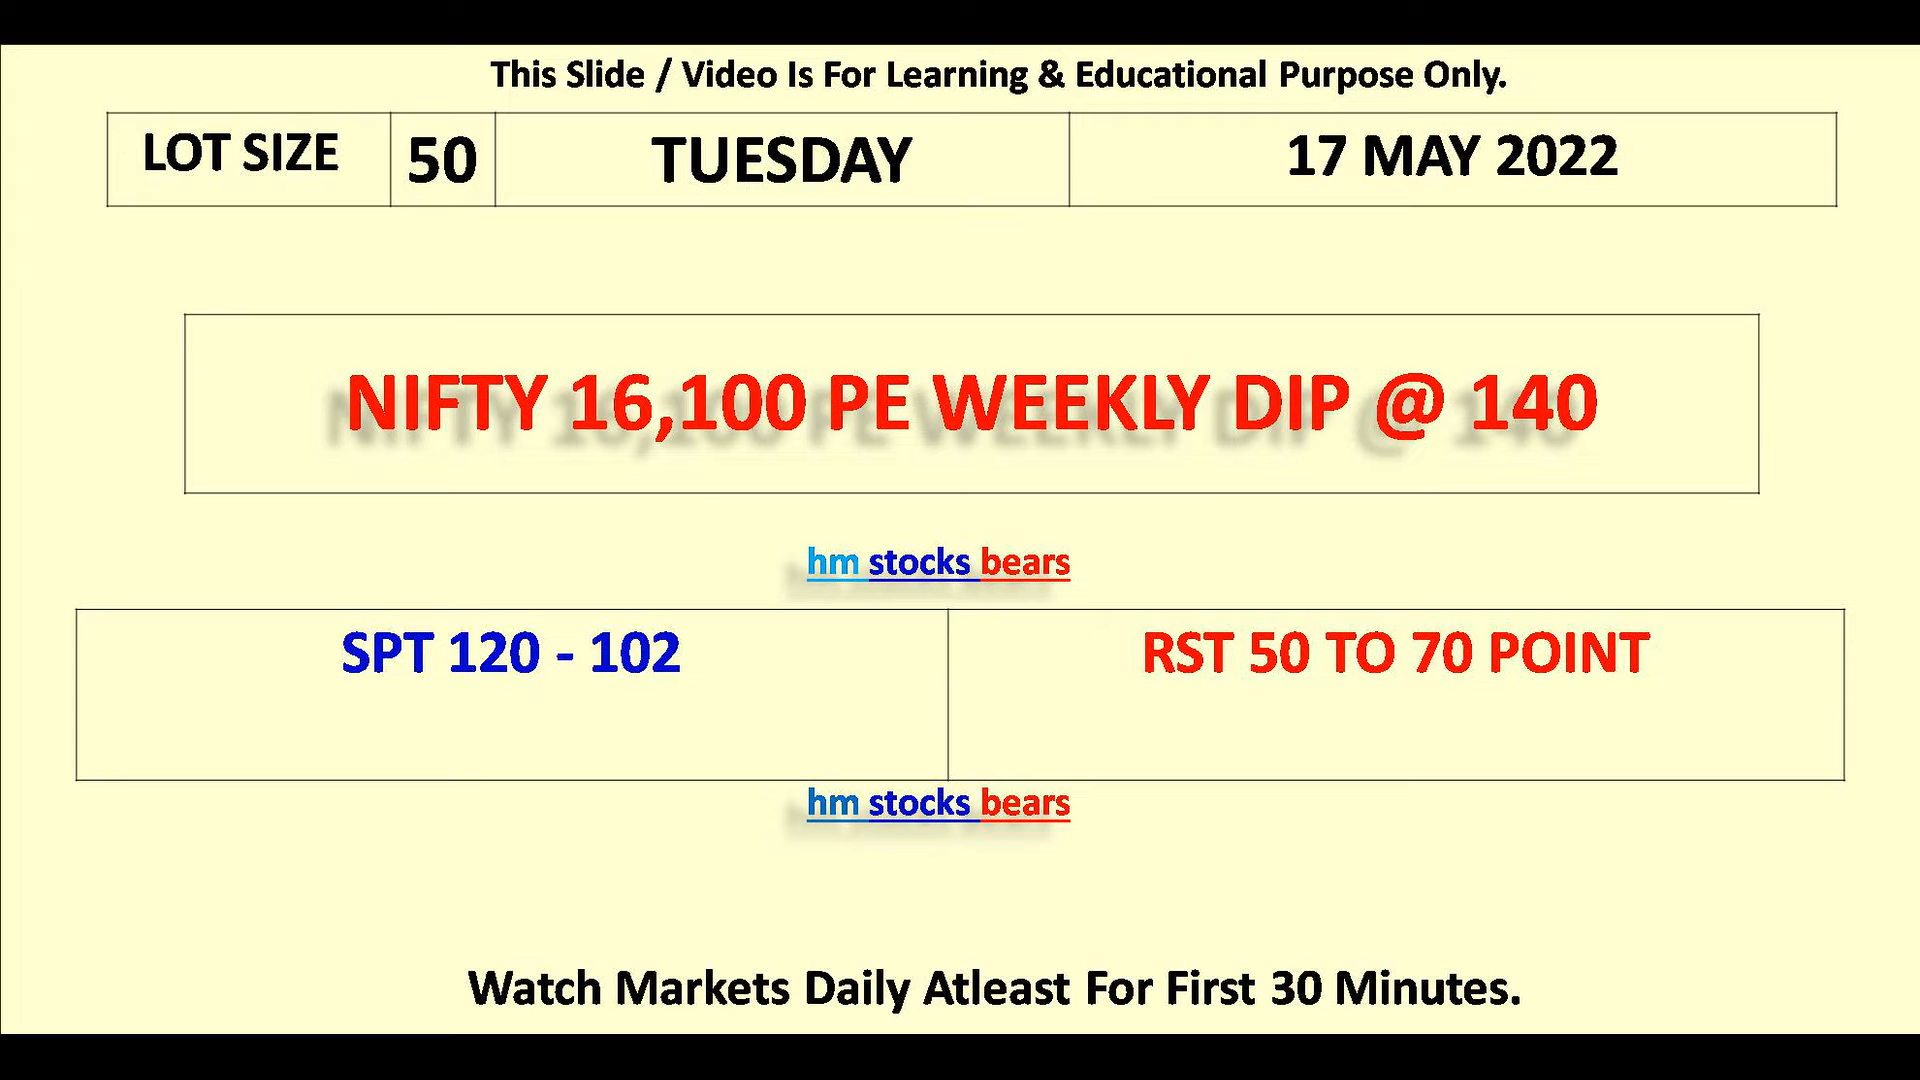 This Slide / Video Is For Learning & Educational Purpose Only.
LOT SIZE 50 TUESDAY 17 MAY 2022
NIFTY 16,100 PE WEEKLY DIP @ 140
hm stocks bears
SPT 120 - 102 RST 50 TO 70 POINT
hm stocks bears
Watch Markets Daily Atleast For First 30 Minutes.